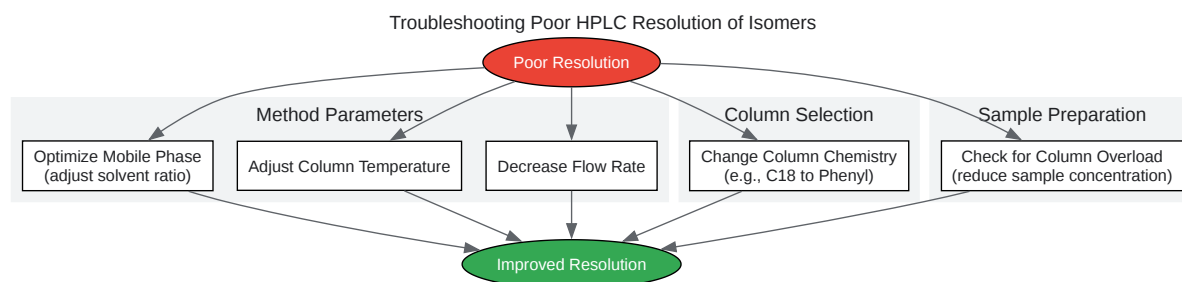 Troubleshooting Poor HPLC Resolution of Isomers
Poor Resolution
Method Parameters
Column Selection
Sample Preparation
Optimize Mobile Phase
(adjust solvent ratio)
Adjust Column Temperature
Decrease Flow Rate
Change Column Chemistry
(e.g., C18 to Phenyl)
Check for Column Overload
(reduce sample concentration)
Improved Resolution